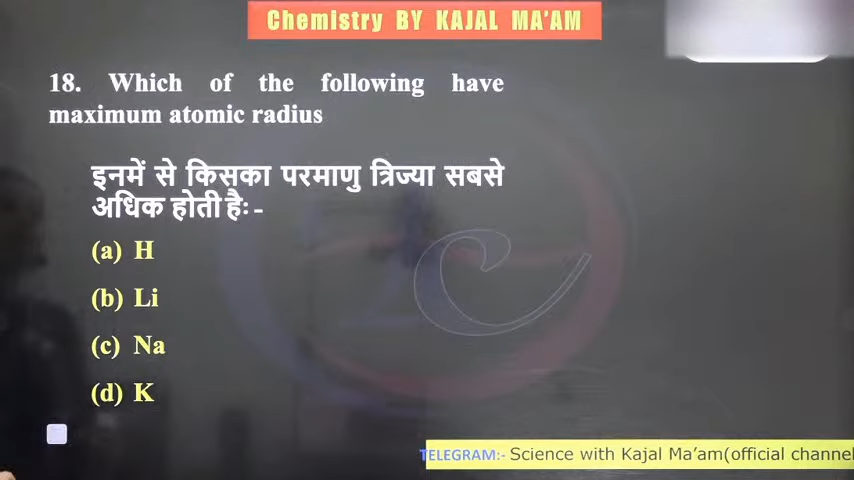 Chemistry BY KAJAL MA'AM
18. Which of the following have
maximum atomic radius
इनमें से किसका परमाणु त्रिज्या सबसे
अधिक होती हैः-
(a) H
(b) Li
(c) Na
(d) K
TELEGRAM:- Science with Kajal Ma'am(official channel